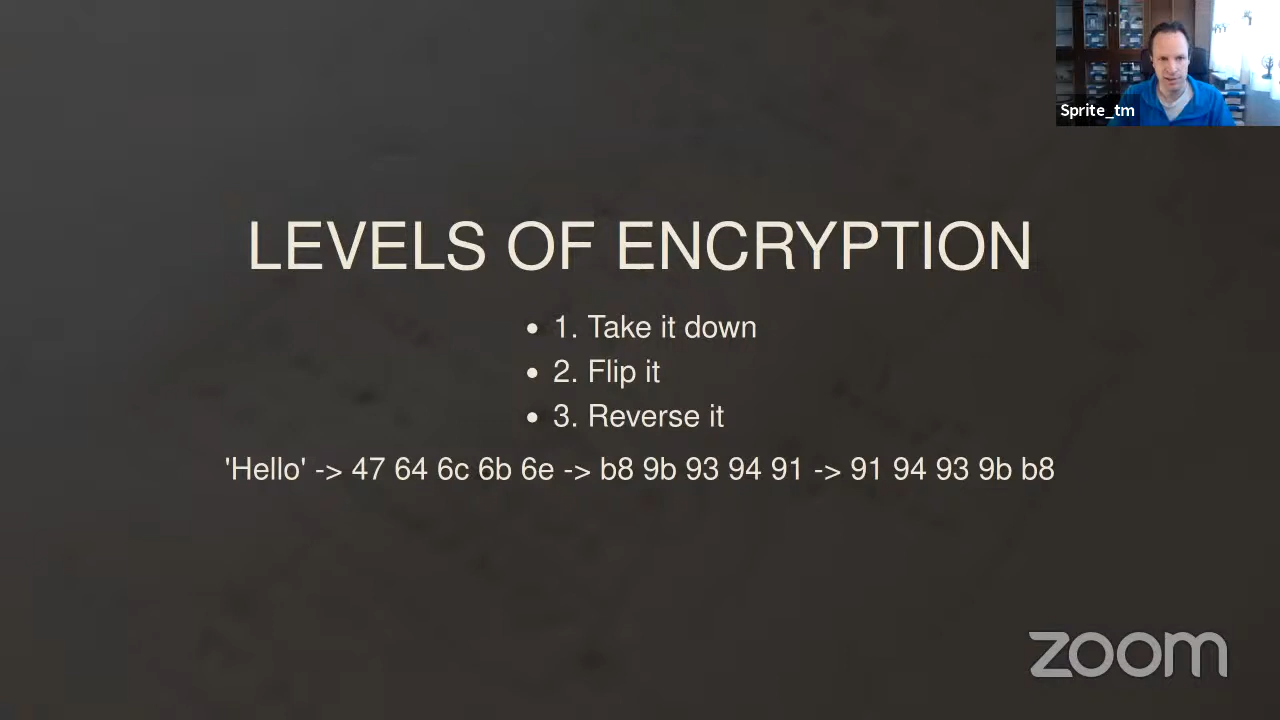 Sprite_tm
LEVELS OF ENCRYPTION
• 1. Take it down
• 2. Flip it
• 3. Reverse it
'Hello' -> 47 64 6c 6b 6e -> b8 9b 93 94 91 -> 91 94 93 9b b8
zoom